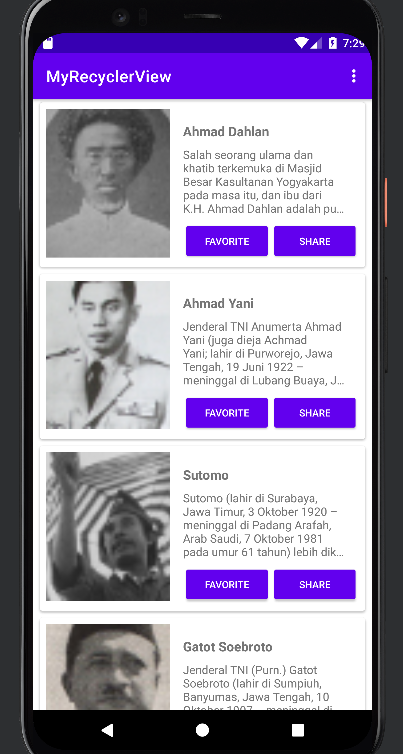 7:29
MyRecyclerView
Ahmad Dahlan
Salah seorang ulama dan
khatib terkemuka di Masjid
Besar Kasultanan Yogyakarta
pada masa itu, dan ibu dari
K.H. Ahmad Dahlan adalah pu...
FAVORITE SHARE
Ahmad Yani
Jenderal TNI Anumerta Ahmad
Yani (juga dieja Achmad
Yani; lahir di Purworejo, Jawa
Tengah, 19 Juni 1922 –
meninggal di Lubang Buaya, J...
FAVORITE SHARE
Sutomo
Sutomo (lahir di Surabaya,
Jawa Timur, 3 Oktober 1920 –
meninggal di Padang Arafah,
Arab Saudi, 7 Oktober 1981
pada umur 61 tahun) lebih dik...
FAVORITE SHARE
Gatot Soebroto
Jenderal TNI (Purn.) Gatot
Soebroto (lahir di Sumpiuh,
Banyumas, Jawa Tengah, 10
Oktober 1907 – meninggal di